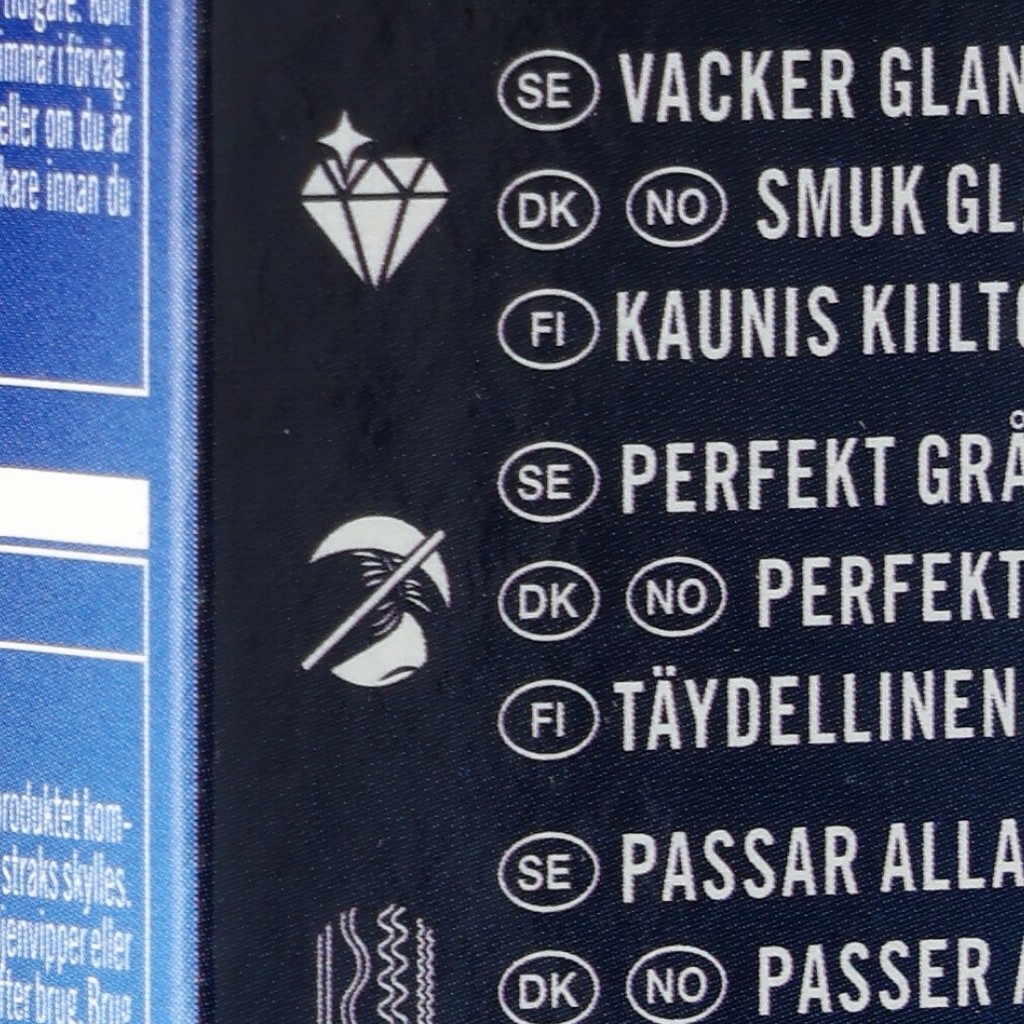 immar i förväg.
eller om du är
kare innan du
produktet kom-
straks skylles.
jenvipper eller
fter brug. Brug
SE VACKER GLAN
DK NO SMUK GL
FI KAUNIS KIILTO
SE PERFEKT GRÅ
DK NO PERFEKT
FI TÄYDELLINEN
SE PASSAR ALLA
DK NO PASSER A